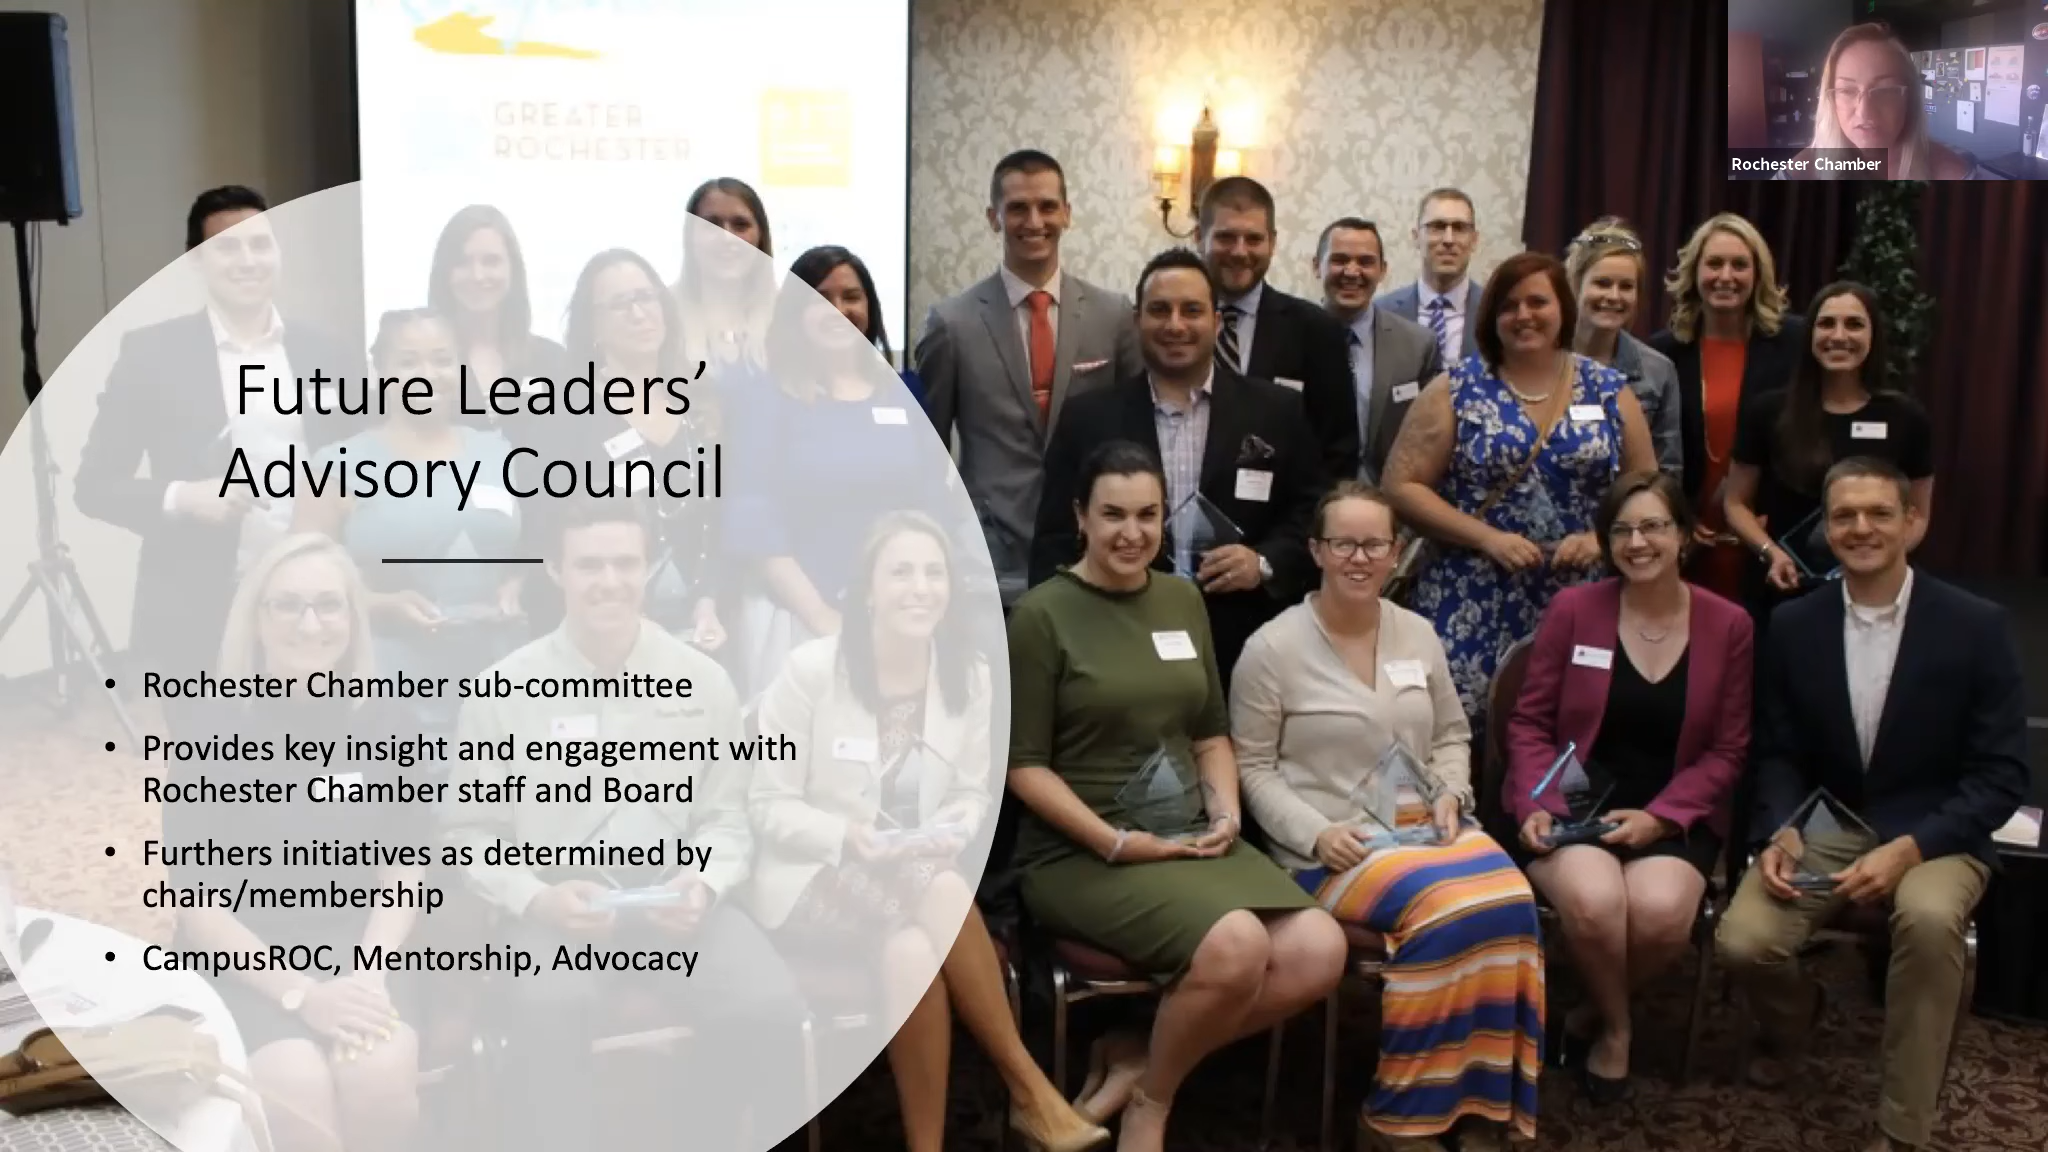 GREATER
ROCHESTER
Rochester Chamber
Future Leaders’
Advisory Council
• Rochester Chamber sub-committee
• Provides key insight and engagement with
Rochester Chamber staff and Board
• Furthers initiatives as determined by
chairs/membership
• CampusROC, Mentorship, Advocacy